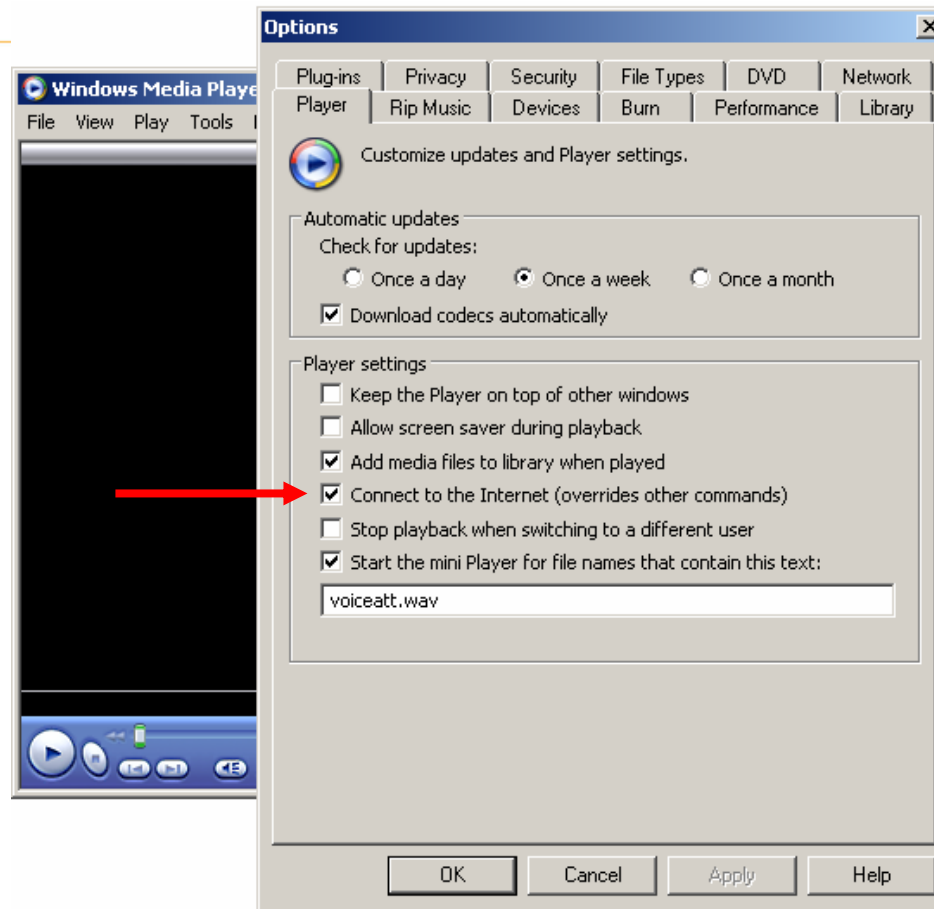 Options
Windows Media Playe
File View Play Tools
Plug-ins Privacy Security File Types DVD Network
Player Rip Music Devices Burn Performance Library
Customize updates and Player settings.
Automatic updates
Check for updates:
Once a day Once a week Once a month
Download codecs automatically
Player settings
Keep the Player on top of other windows
Allow screen saver during playback
Add media files to library when played
Connect to the Internet (overrides other commands)
Stop playback when switching to a different user
Start the mini Player for file names that contain this text:
voiceatt.wav
OK Cancel Apply Help